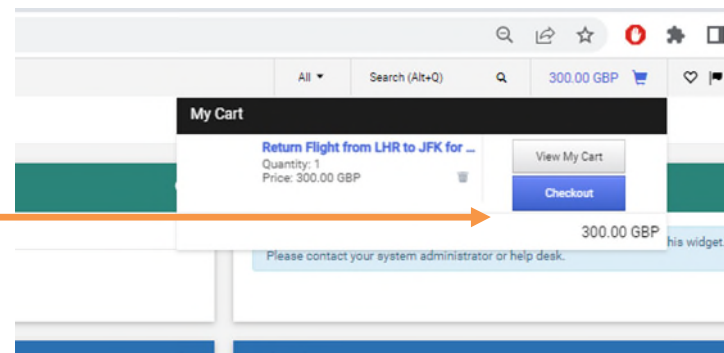 All
Search (Alt+Q)
300.00 GBP
My Cart
Return Flight from LHR to JFK for ...
Quantity: 1
Price: 300.00 GBP
View My Cart
Checkout
300.00 GBP
his widget.
Please contact your system administrator or help desk.